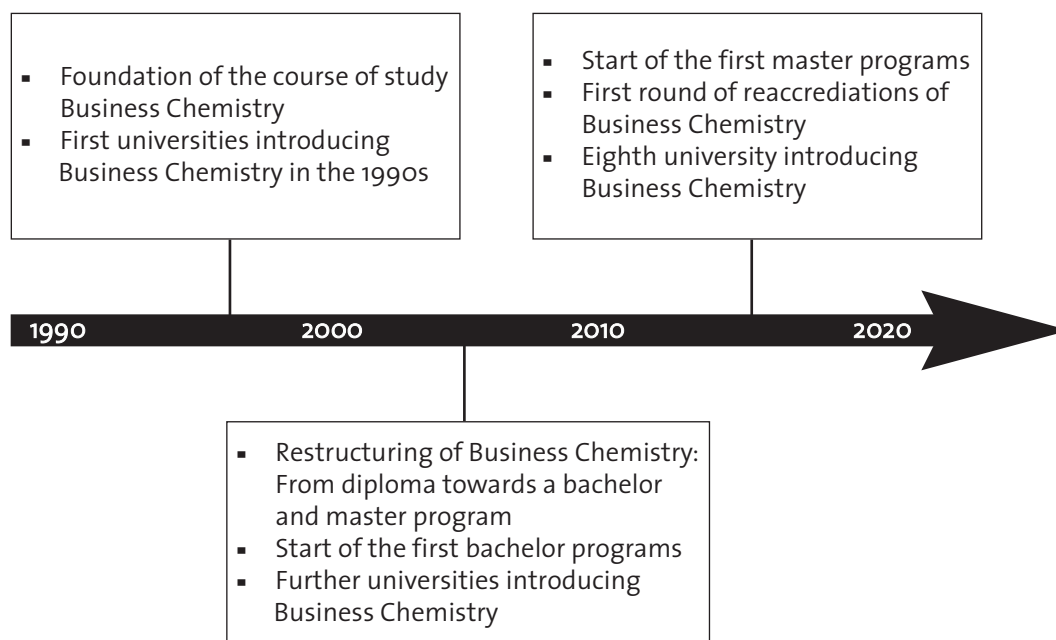 ▪ Foundation of the course of study
Business Chemistry
▪ First universities introducing
Business Chemistry in the 1990s
▪ Start of the first master programs
▪ First round of reaccrediations of
Business Chemistry
▪ Eighth university introducing
Business Chemistry
1990 2000 2010 2020
▪ Restructuring of Business Chemistry:
From diploma towards a bachelor
and master program
▪ Start of the first bachelor programs
▪ Further universities introducing
Business Chemistry